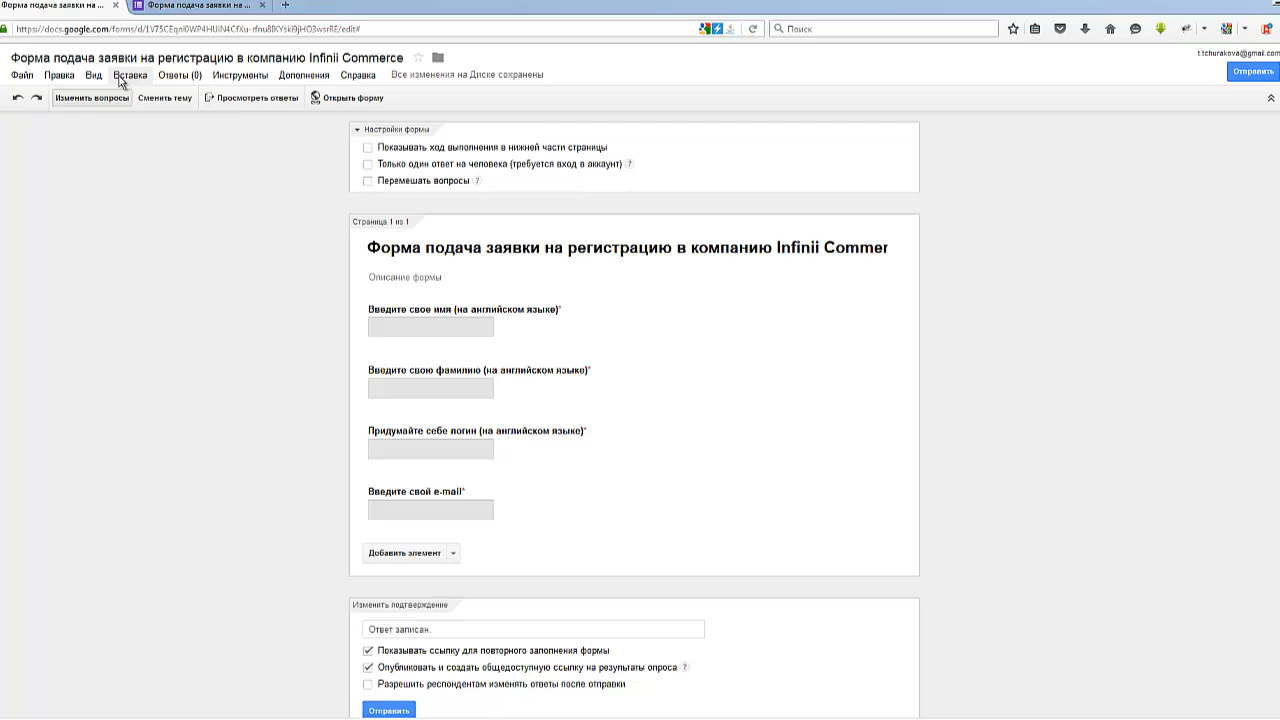 Форма подача заявки на ...
Форма подача заявки на ...
https://docs.google.com/forms/d/
Поиск
t.tchurakova@gmail.com
Форма подача заявки на регистрацию в компанию Infinii Commerce
Файл Правка Вид Вставка Ответы (0) Инструменты Дополнения Справка Все изменения на Диске сохранены
Отправить
Изменить вопросы Сменить тему Просмотреть ответы Открыть форму
Настройки формы
Показывать ход выполнения в нижней части страницы
Только один ответ на человека (требуется вход в аккаунт) ?
Перемешать вопросы ?
Страница 1 из 1
Форма подача заявки на регистрацию в компанию Infinii Commer
Описание формы
Введите свое имя (на английском языке)*
Введите свою фамилию (на английском языке)*
Придумайте себе логин (на английском языке)*
Введите свой e-mail*
Добавить элемент
Изменить подтверждение
Ответ записан.
Показывать ссылку для повторного заполнения формы
Опубликовать и создать общедоступную ссылку на результаты опроса ?
Разрешить респондентам изменять ответы после отправки
Отправить